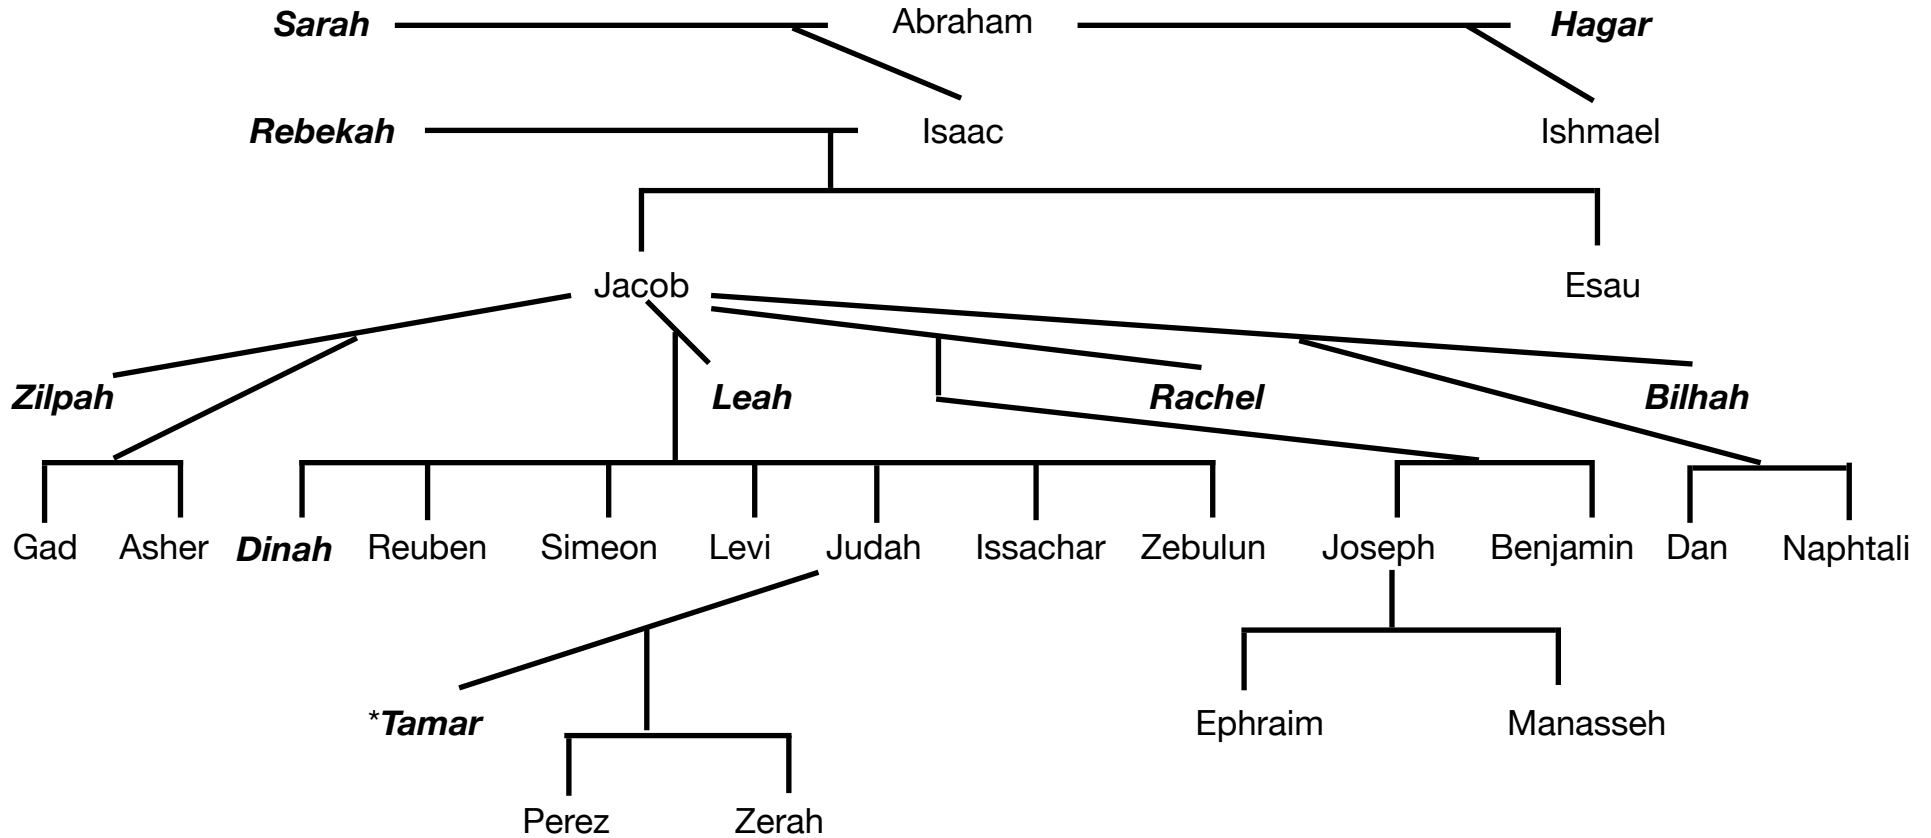 Sarah Abraham Hagar
Rebekah Isaac Ishmael
Jacob Esau
Zilpah Leah Rachel Bilhah
Gad Asher Dinah Reuben Simeon Levi Judah Issachar Zebulun Joseph Benjamin Dan Naphtali
*Tamar Ephraim Manasseh
Perez Zerah